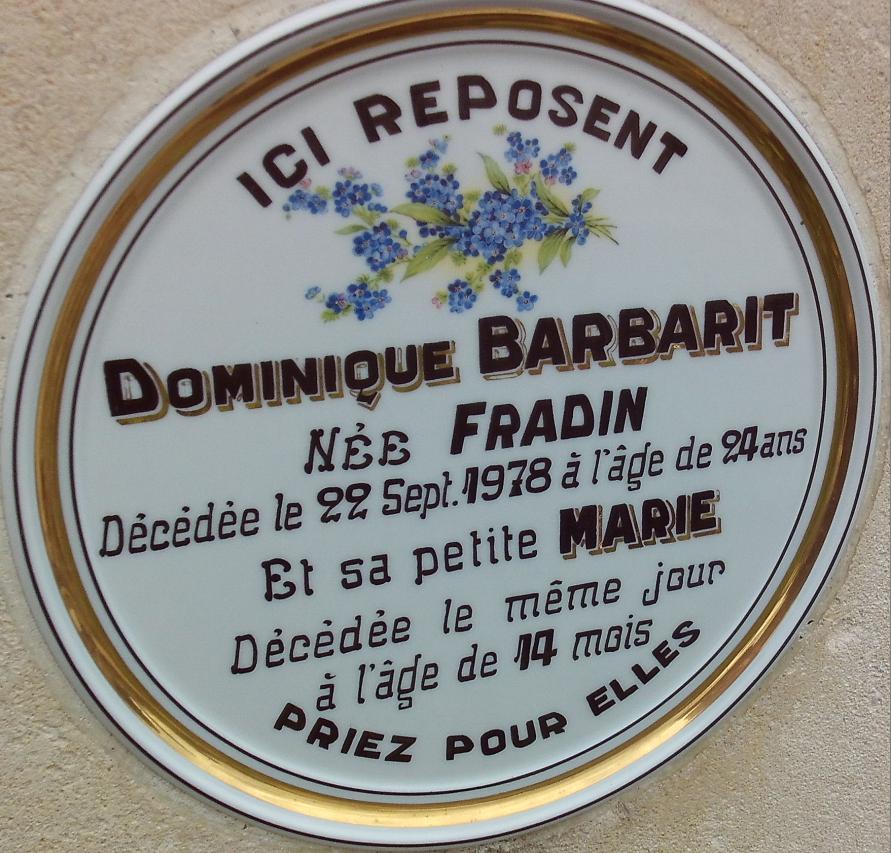 ICI REPOSENT
DOMINIQUE BARBARIT
NÉE FRADIN
Décédée le 22 Sept. 1978 à l'âge de 24 ans
Et sa petite MARIE
Décédée le même jour
à l'âge de 14 mois
PRIEZ POUR ELLES